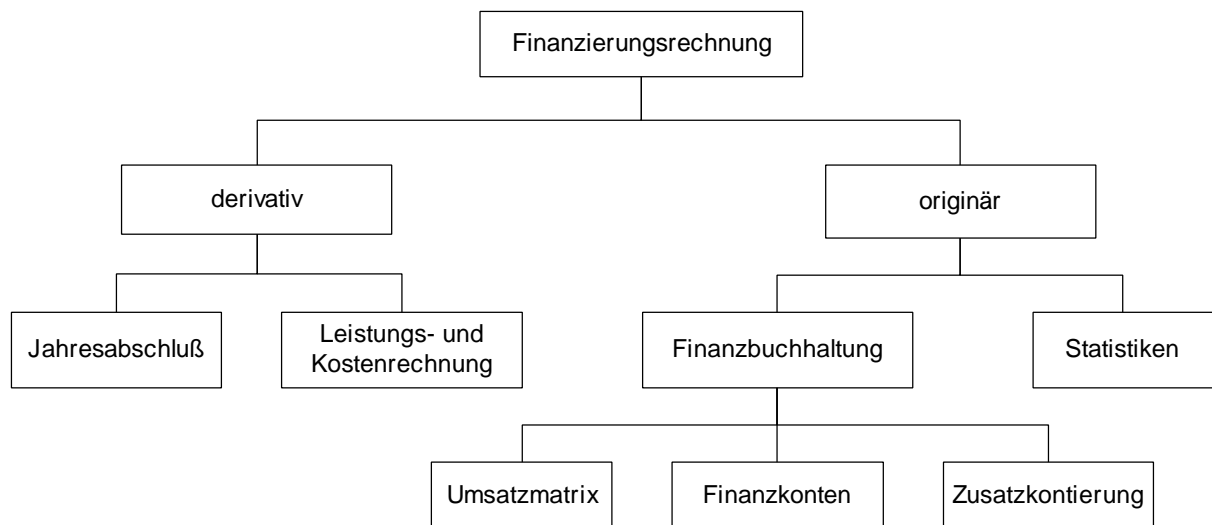 Finanzierungsrechnung
derivativ
originär
Jahresabschluß
Leistungs- und
Kostenrechnung
Finanzbuchhaltung
Statistiken
Umsatzmatrix
Finanzkonten
Zusatzkontierung